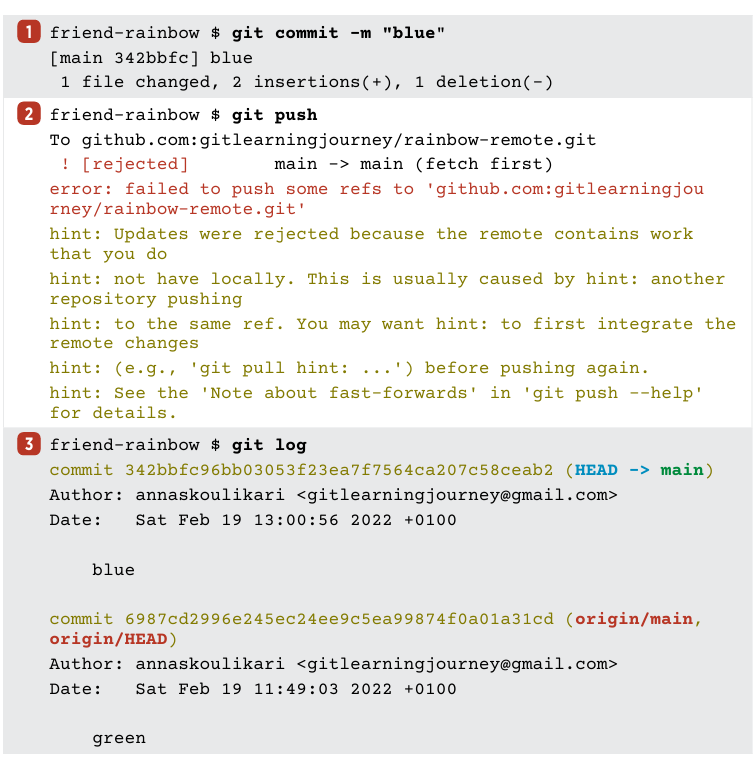 1 friend-rainbow $ git commit -m "blue"
[main 342bbfc] blue
 1 file changed, 2 insertions(+), 1 deletion(-)
2 friend-rainbow $ git push
To github.com:gitlearningjourney/rainbow-remote.git
 ! [rejected]        main -> main (fetch first)
error: failed to push some refs to 'github.com:gitlearningjou
rney/rainbow-remote.git'
hint: Updates were rejected because the remote contains work
that you do
hint: not have locally. This is usually caused by hint: another
repository pushing
hint: to the same ref. You may want hint: to first integrate the
remote changes
hint: (e.g., 'git pull hint: ...') before pushing again.
hint: See the 'Note about fast-forwards' in 'git push --help'
for details.
3 friend-rainbow $ git log
commit 342bbfc96bb03053f23ea7f7564ca207c58ceab2 (HEAD -> main)
Author: annaskoulikari <gitlearningjourney@gmail.com>
Date:   Sat Feb 19 13:00:56 2022 +0100
    blue
commit 6987cd2996e245ec24ee9c5ea99874f0a01a31cd (origin/main,
origin/HEAD)
Author: annaskoulikari <gitlearningjourney@gmail.com>
Date:   Sat Feb 19 11:49:03 2022 +0100
    green